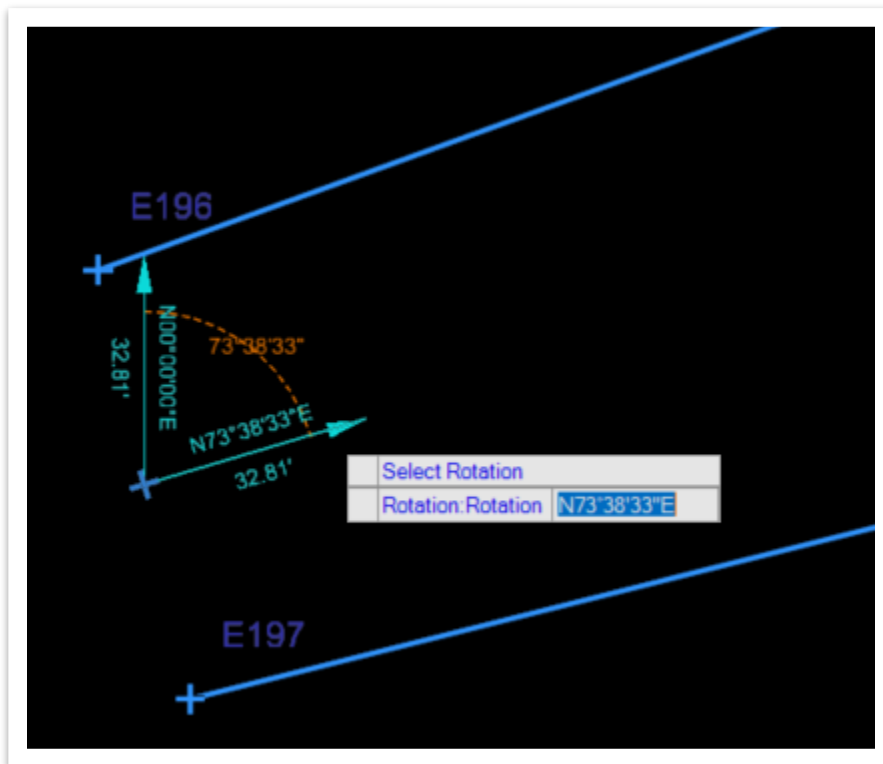 E196
N00°00'00"E
32.81'
73°38'33"
N73°38'33"E
32.81'
Select Rotation
Rotation:Rotation N73°38'33"E
E197